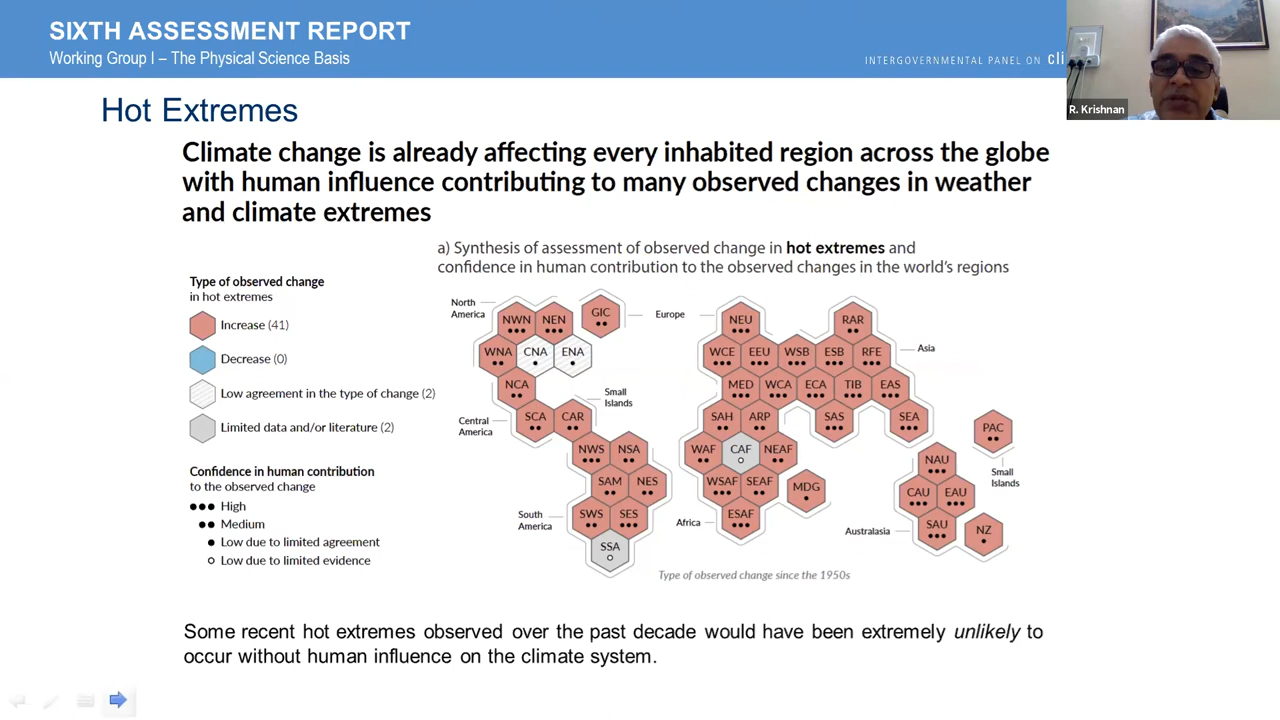 SIXTH ASSESSMENT REPORT
Working Group I – The Physical Science Basis
INTERGOVERNMENTAL PANEL ON cli
R. Krishnan
Hot Extremes
Climate change is already affecting every inhabited region across the globe
with human influence contributing to many observed changes in weather
and climate extremes
a) Synthesis of assessment of observed change in hot extremes and
confidence in human contribution to the observed changes in the world's regions
Type of observed change
in hot extremes
Increase (41)
Decrease (0)
Low agreement in the type of change (2)
Limited data and/or literature (2)
Confidence in human contribution
to the observed change
High
Medium
Low due to limited agreement
Low due to limited evidence
North
America
NWN NEN GIC
WNA CNA ENA
NCA
Small
Islands
Central
America
SCA CAR
NWS NSA
SAM NES
South
America
SWS SES
SSA
Europe
NEU RAR
WCE EEU WSB ESB RFE
Asia
MED WCA ECA TIB EAS
SAH ARP SAS SEA
WAF CAF NEAF
WSAF SEAF MDG
Africa
ESAF
PAC
Small
Islands
NAU
CAU EAU
Australasia
SAU NZ
Type of observed change since the 1950s
Some recent hot extremes observed over the past decade would have been extremely unlikely to
occur without human influence on the climate system.